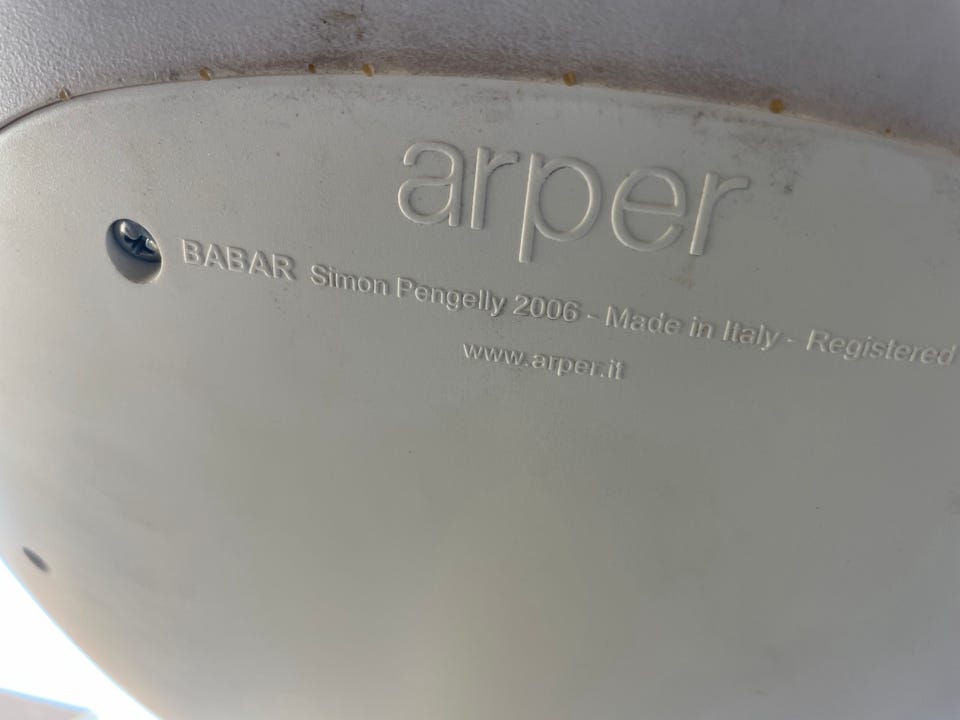 arper
BABAR Simon Pengelly 2006 - Made in Italy - Registered
www.arper.it